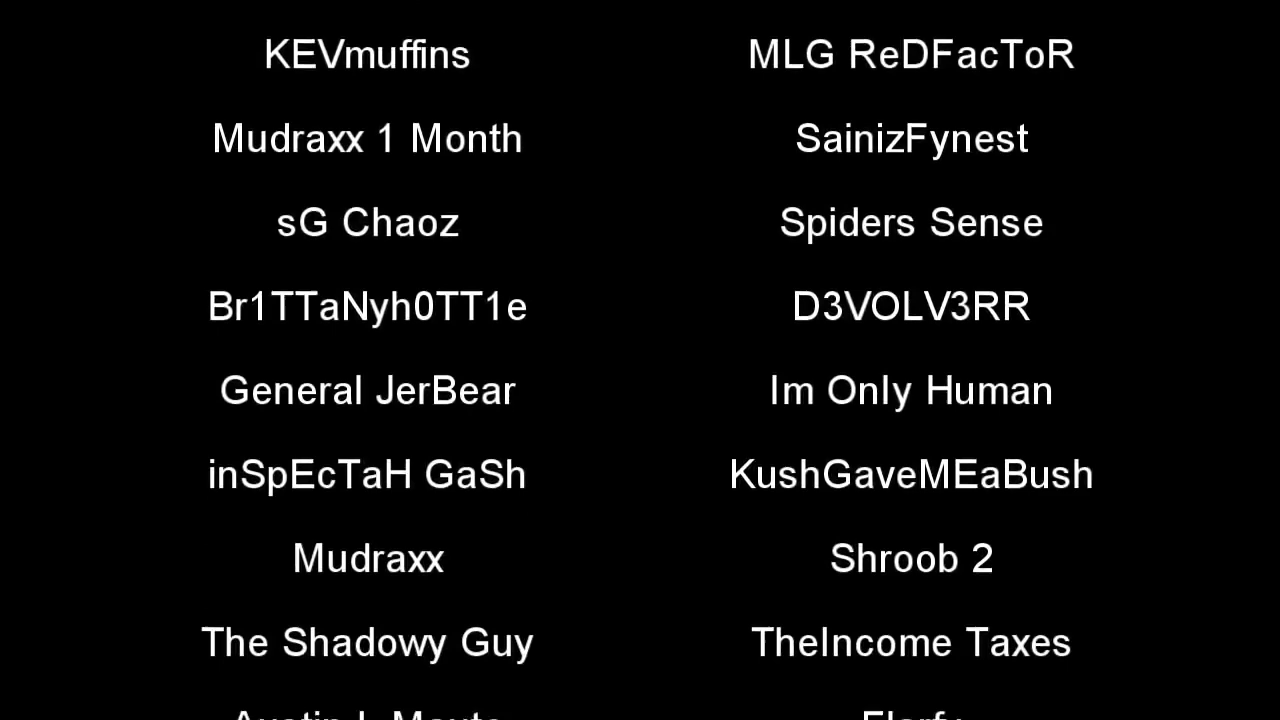 KEVmuffins MLG ReDFacToR
Mudraxx 1 Month SainizFynest
sG Chaoz Spiders Sense
Br1TTaNyh0TT1e D3VOLV3RR
General JerBear Im Only Human
inSpEcTaH GaSh KushGaveMEaBush
Mudraxx Shroob 2
The Shadowy Guy TheIncome Taxes